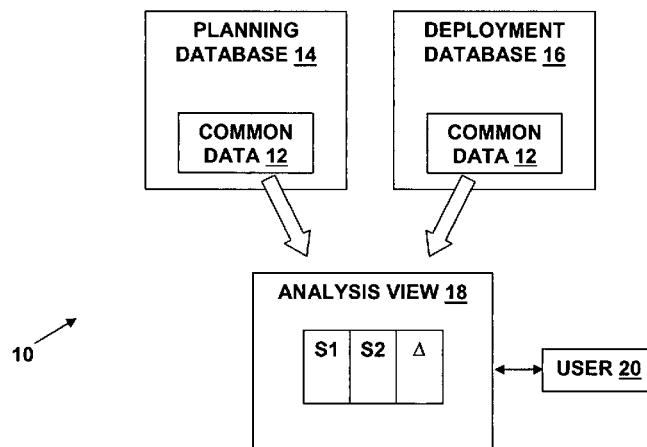 PLANNING
DATABASE 14
COMMON
DATA 12
DEPLOYMENT
DATABASE 16
COMMON
DATA 12
ANALYSIS VIEW 18
S1 S2 Δ
10
USER 20